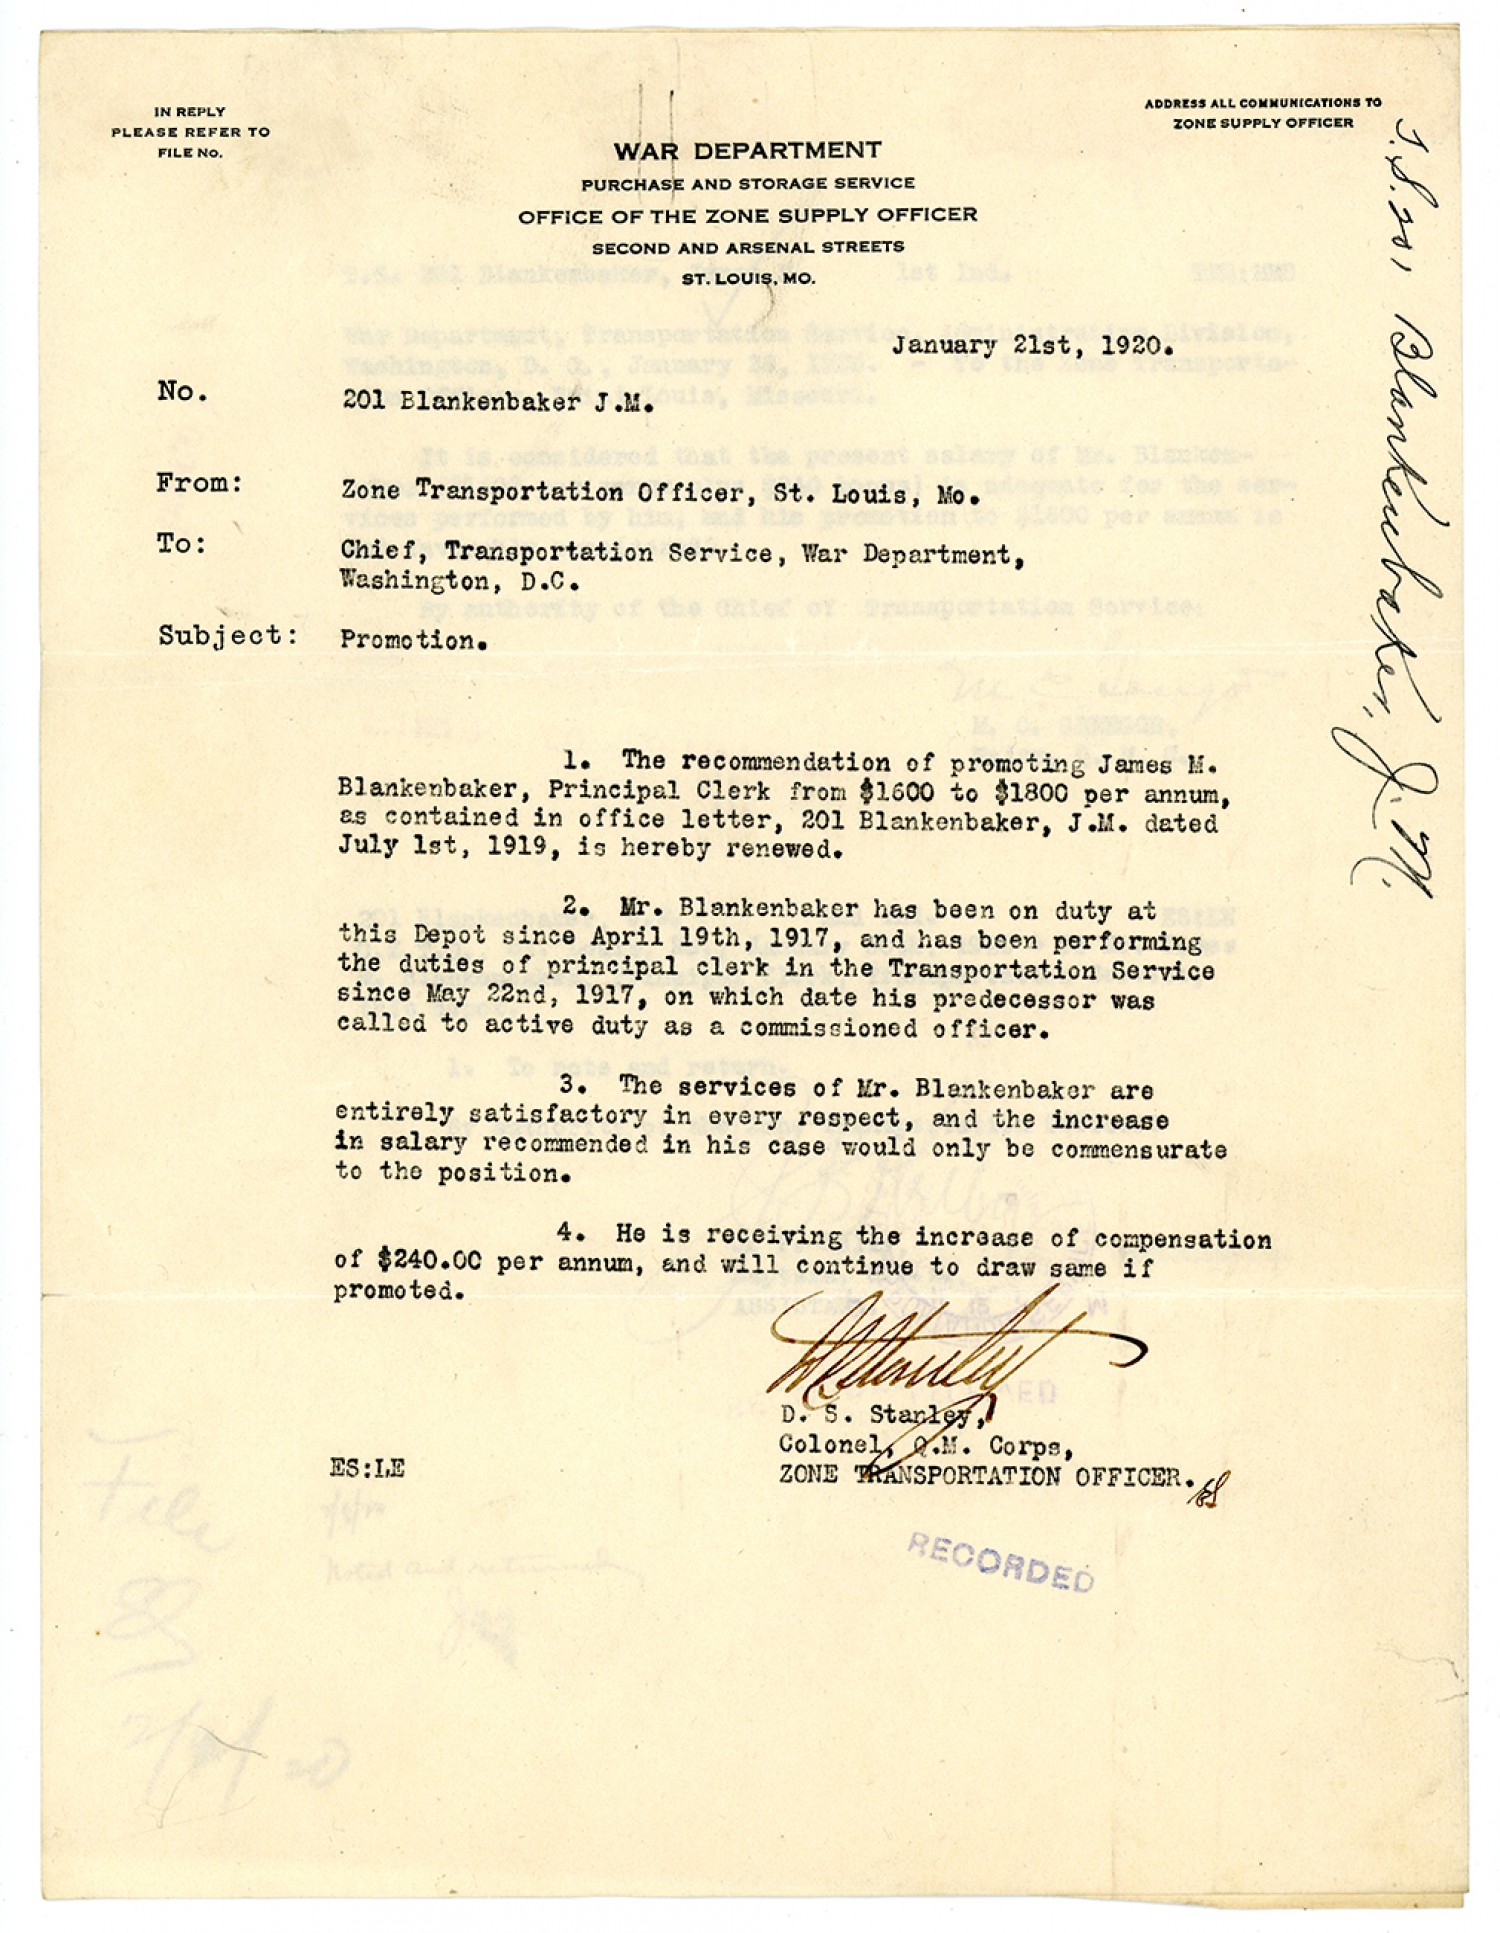 IN REPLY
PLEASE REFER TO
FILE No.
ADDRESS ALL COMMUNICATIONS TO
ZONE SUPPLY OFFICER
WAR DEPARTMENT
PURCHASE AND STORAGE SERVICE
OFFICE OF THE ZONE SUPPLY OFFICER
SECOND AND ARSENAL STREETS
ST. LOUIS, MO.
T.S. 201 Blankenbaker, J. M.
January 21st, 1920.
No. 201 Blankenbaker J.M.
From: Zone Transportation Officer, St. Louis, Mo.
To: Chief, Transportation Service, War Department,
Washington, D.C.
Subject: Promotion.
1. The recommendation of promoting James M.
Blankenbaker, Principal Clerk from $1600 to $1800 per annum,
as contained in office letter, 201 Blankenbaker, J.M. dated
July 1st, 1919, is hereby renewed.
2. Mr. Blankenbaker has been on duty at
this Depot since April 19th, 1917, and has been performing
the duties of principal clerk in the Transportation Service
since May 22nd, 1917, on which date his predecessor was
called to active duty as a commissioned officer.
3. The services of Mr. Blankenbaker are
entirely satisfactory in every respect, and the increase
in salary recommended in his case would only be commensurate
to the position.
4. He is receiving the increase of compensation
of $240.00 per annum, and will continue to draw same if
promoted.
D S Stanley
D. S. Stanley,
Colonel, Q.M. Corps,
ES:LE
ZONE TRANSPORTATION OFFICER.
ES
RECORDED
File
Noted and returned